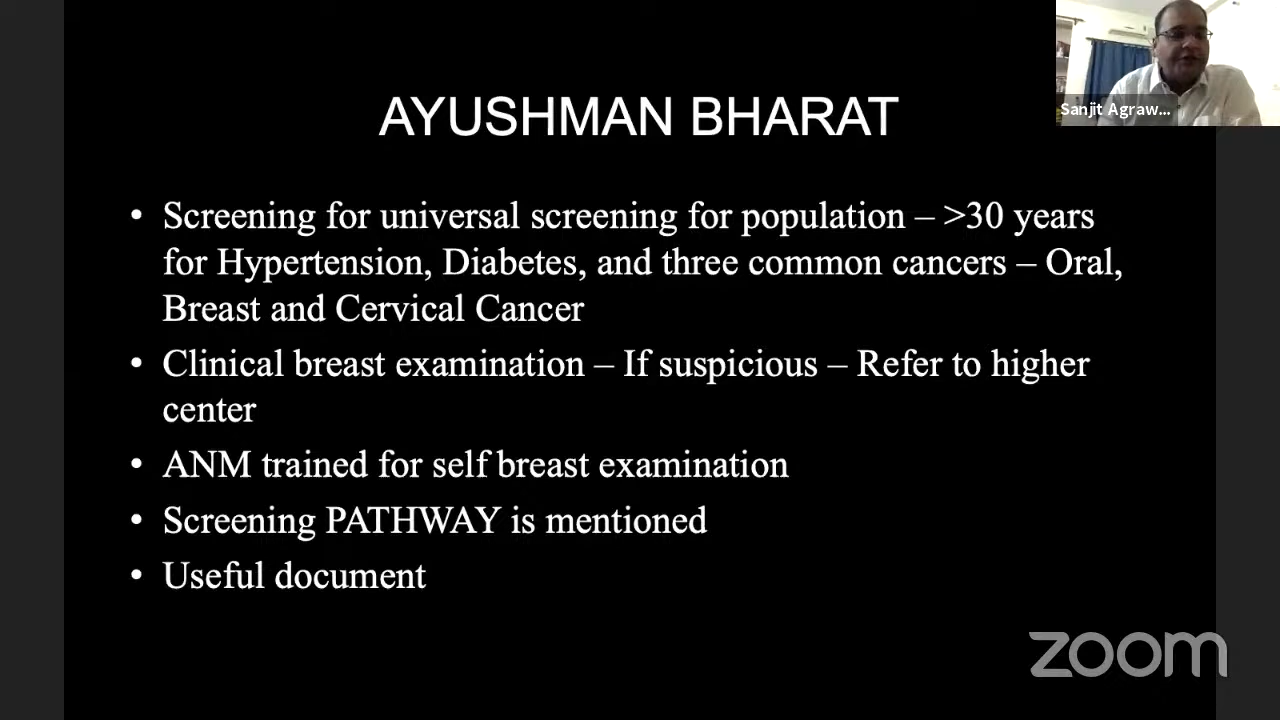 Sanjit Agraw...
AYUSHMAN BHARAT
• Screening for universal screening for population – >30 years
for Hypertension, Diabetes, and three common cancers – Oral,
Breast and Cervical Cancer
• Clinical breast examination – If suspicious – Refer to higher
center
• ANM trained for self breast examination
• Screening PATHWAY is mentioned
• Useful document
zoom